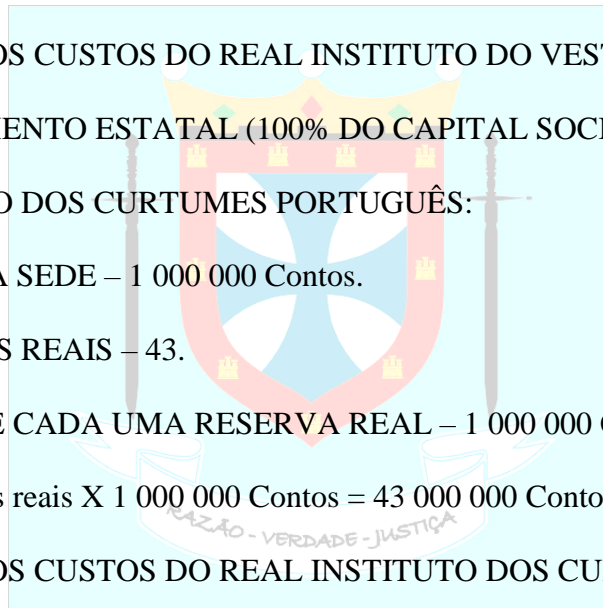 OS CUSTOS DO REAL INSTITUTO DO VEST
MENTO ESTATAL (100% DO CAPITAL SOCI
O DOS CURTUMES PORTUGUÊS:
A SEDE – 1 000 000 Contos.
S REAIS – 43.
E CADA UMA RESERVA REAL – 1 000 000
s reais X 1 000 000 Contos = 43 000 000 Conto
RAZÃO - VERDADE - JUSTIÇA
OS CUSTOS DO REAL INSTITUTO DOS CU